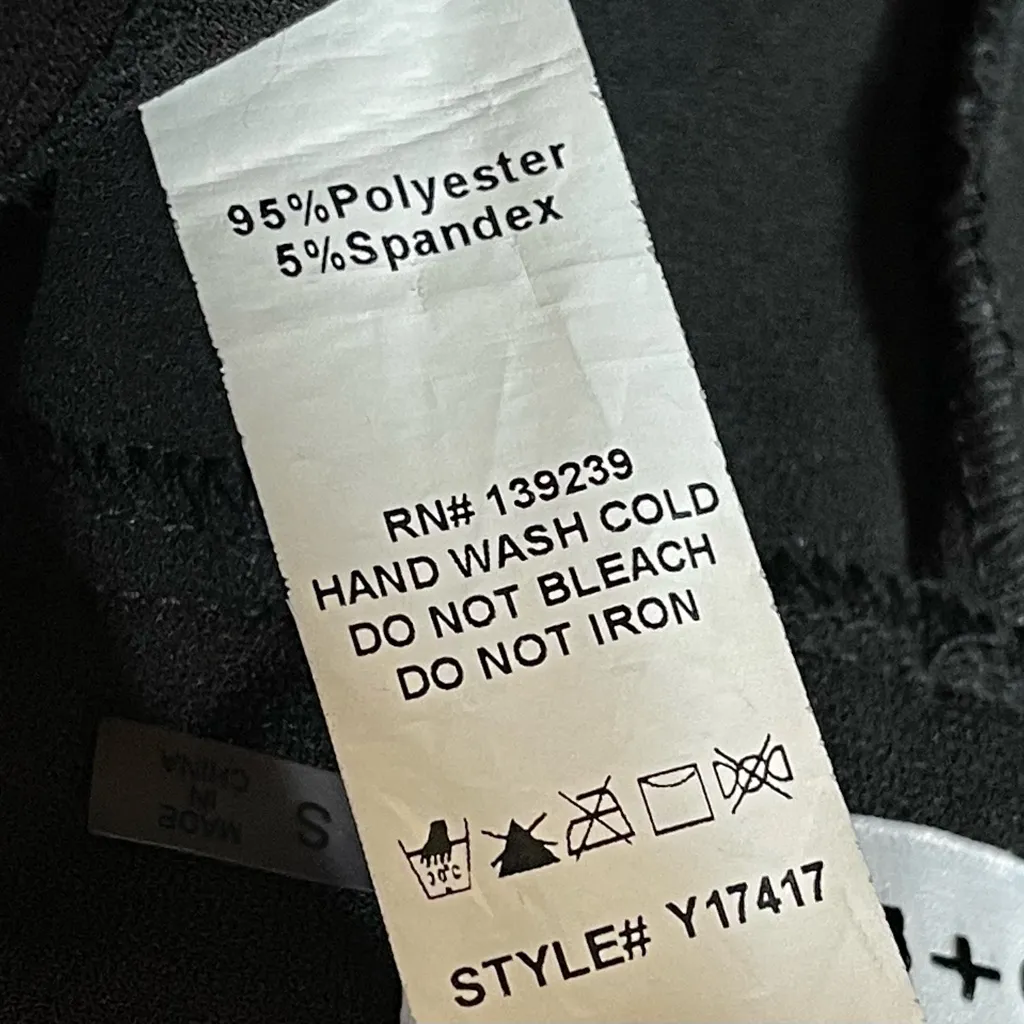 95%Polyester
5%Spandex
RN# 139239
HAND WASH COLD
DO NOT BLEACH
DO NOT IRON
30°C
STYLE# Y17417
S
MADE
IN
CHINA
+